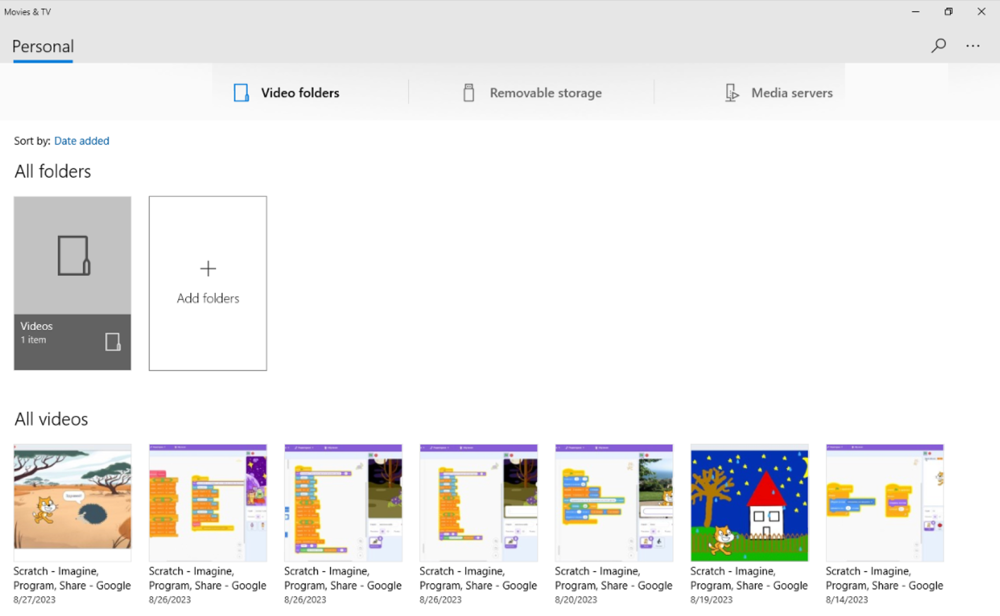 Movies & TV
Personal
Video folders
Removable storage
Media servers
Sort by: Date added
All folders
Add folders
Videos
1 item
All videos
Scratch - Imagine,
Program, Share - Google
8/27/2023
Scratch - Imagine,
Program, Share - Google
8/26/2023
Scratch - Imagine,
Program, Share - Google
8/26/2023
Scratch - Imagine,
Program, Share - Google
8/26/2023
Scratch - Imagine,
Program, Share - Google
8/20/2023
Scratch - Imagine,
Program, Share - Google
8/19/2023
Scratch - Imagine,
Program, Share - Google
8/14/2023